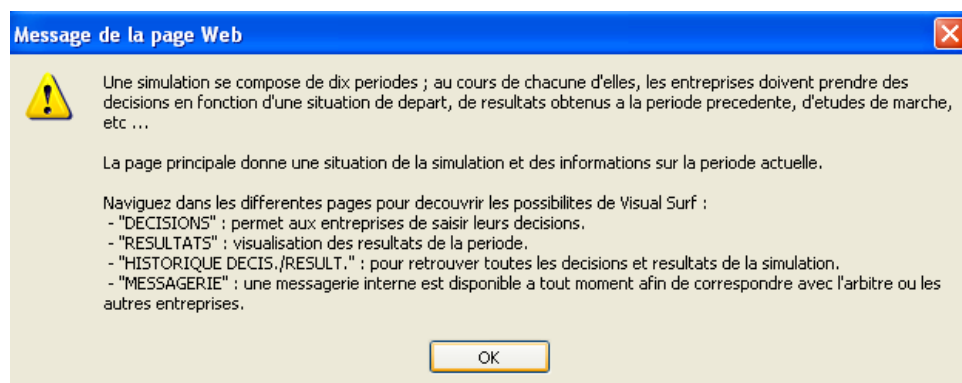 Message de la page Web
Une simulation se compose de dix periodes ; au cours de chacune d'elles, les entreprises doivent prendre des
decisions en fonction d'une situation de depart, de resultats obtenus a la periode precedente, d'etudes de marche,
etc ...
La page principale donne une situation de la simulation et des informations sur la periode actuelle.
Naviguez dans les differentes pages pour decouvrir les possibilites de Visual Surf :
- "DECISIONS" : permet aux entreprises de saisir leurs decisions.
- "RESULTATS" : visualisation des resultats de la periode.
- "HISTORIQUE DECIS./RESULT." : pour retrouver toutes les decisions et resultats de la simulation.
- "MESSAGERIE" : une messagerie interne est disponible a tout moment afin de correspondre avec l'arbitre ou les
autres entreprises.
OK